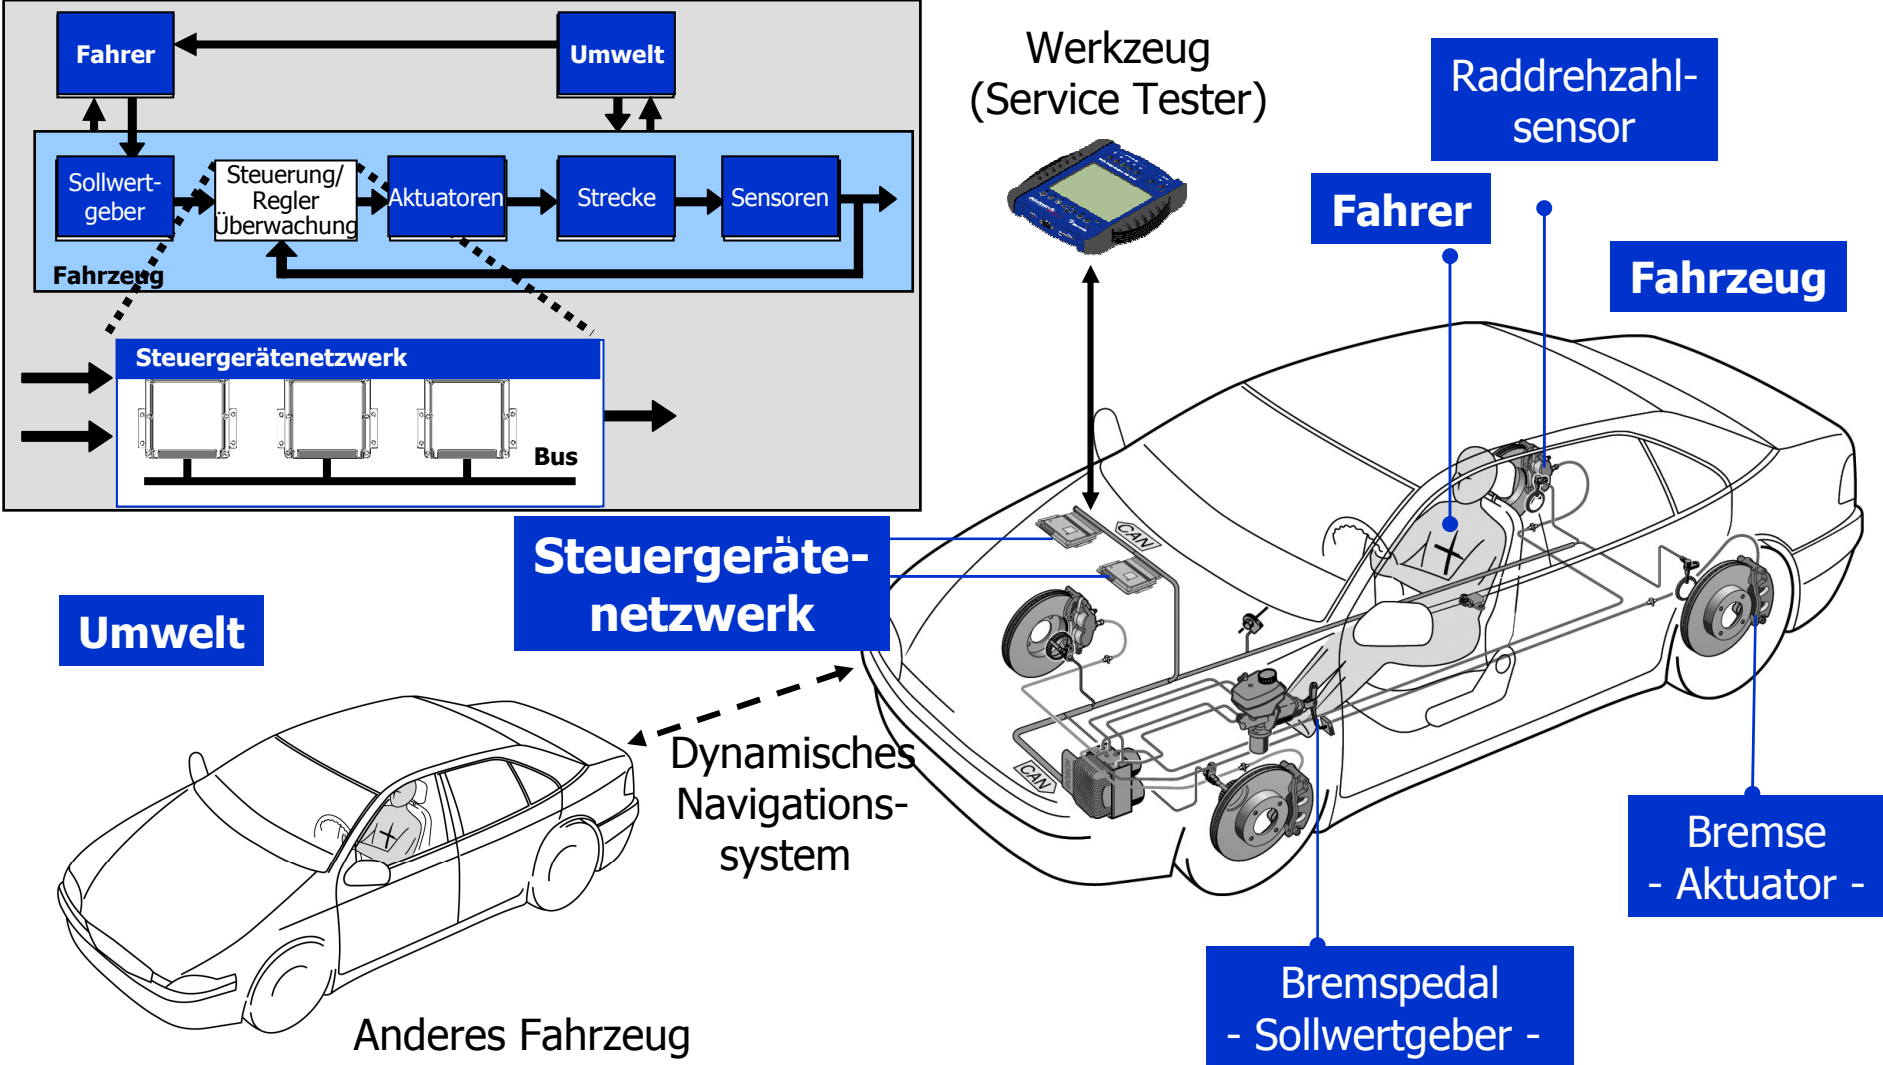 Fahrer
Umwelt
Sollwert-
geber
Steuerung/
Regler
Überwachung
Aktuatoren
Strecke
Sensoren
Fahrzeug
Steuergerätenetzwerk
Bus
Werkzeug
(Service Tester)
Raddrehzahl-
sensor
Fahrer
Fahrzeug
Steuergeräte-
netzwerk
CAN
CAN
Umwelt
Dynamisches
Navigations-
system
Anderes Fahrzeug
Bremse
- Aktuator -
Bremspedal
- Sollwertgeber -